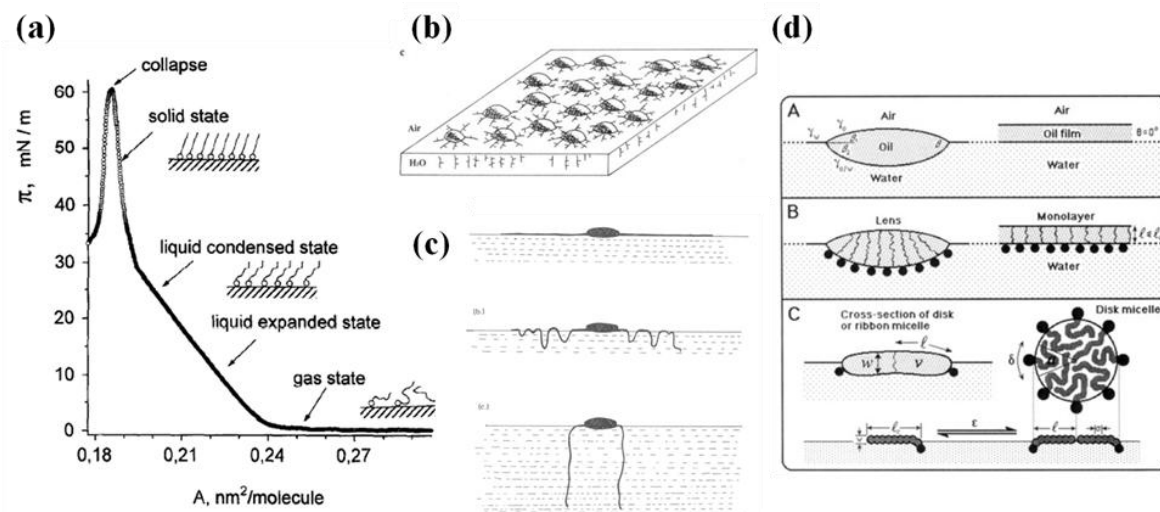 (a)
collapse
solid state
liquid condensed state
liquid expanded state
gas state
60
50
40
30
20
10
0
π, mN / m
0,18
0,21
0,24
0,27
A, nm²/molecule
(b)
c
Air
H₂O
(c)
(b.)
(c.)
(d)
A
Air
Air
Oil film
θ=0°
Oil
Water
Water
B
Lens
Monolayer
Water
C
Cross-section of disk
or ribbon micelle
Disk micelle
ℓ
w
v
δ
ε
ℓ